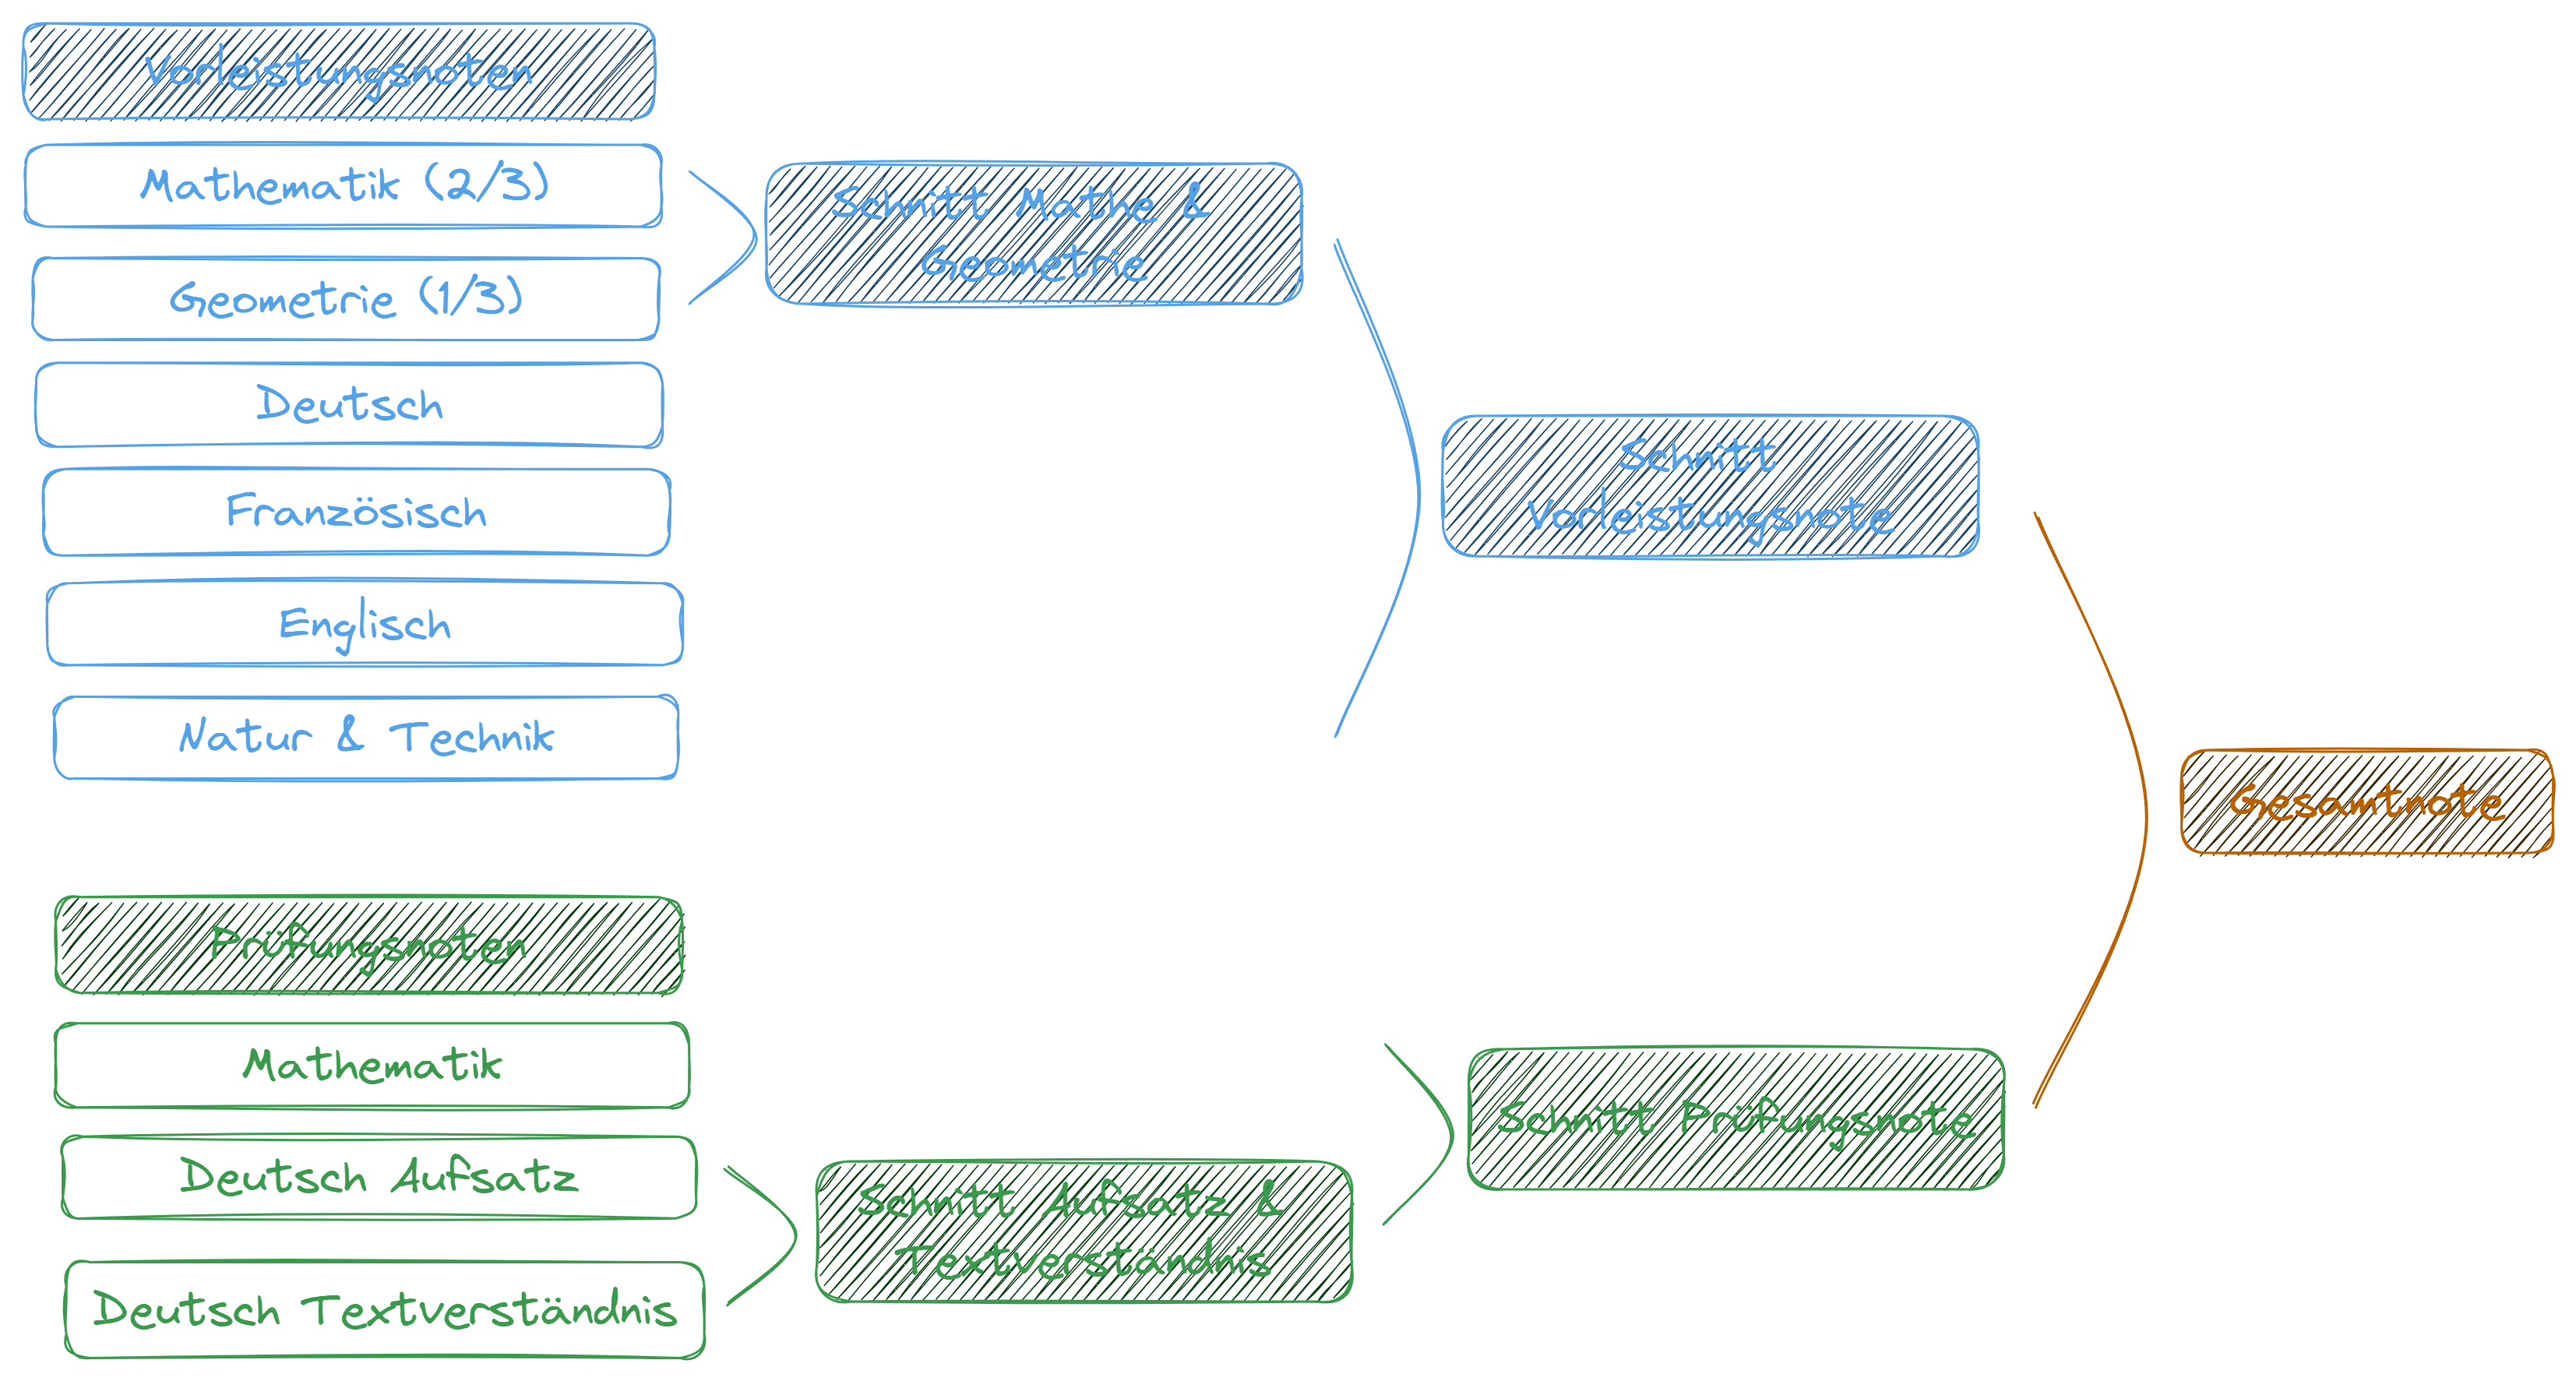 Vorleistungsnoten
Mathematik (2/3)
Geometrie (1/3)
Deutsch
Französisch
Englisch
Natur & Technik
Schnitt Mathe &
Geometrie
Schnitt
Vorleistungsnote
Prüfungsnoten
Mathematik
Deutsch Aufsatz
Deutsch Textverständnis
Schnitt Aufsatz &
Textverständnis
Schnitt Prüfungsnote
Gesamtnote